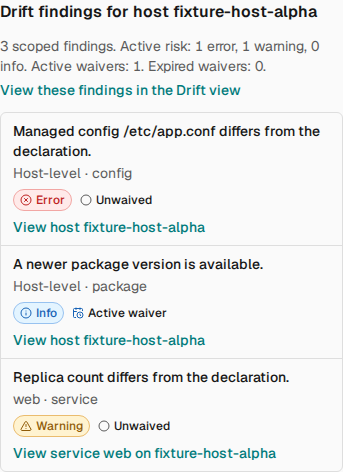 Drift findings for host fixture-host-alpha
3 scoped findings. Active risk: 1 error, 1 warning, 0
info. Active waivers: 1. Expired waivers: 0.
View these findings in the Drift view
Managed config /etc/app.conf differs from the
declaration.
Host-level · config
Error Unwaived
View host fixture-host-alpha
A newer package version is available.
Host-level · package
Info Active waiver
View host fixture-host-alpha
Replica count differs from the declaration.
web · service
Warning Unwaived
View service web on fixture-host-alpha